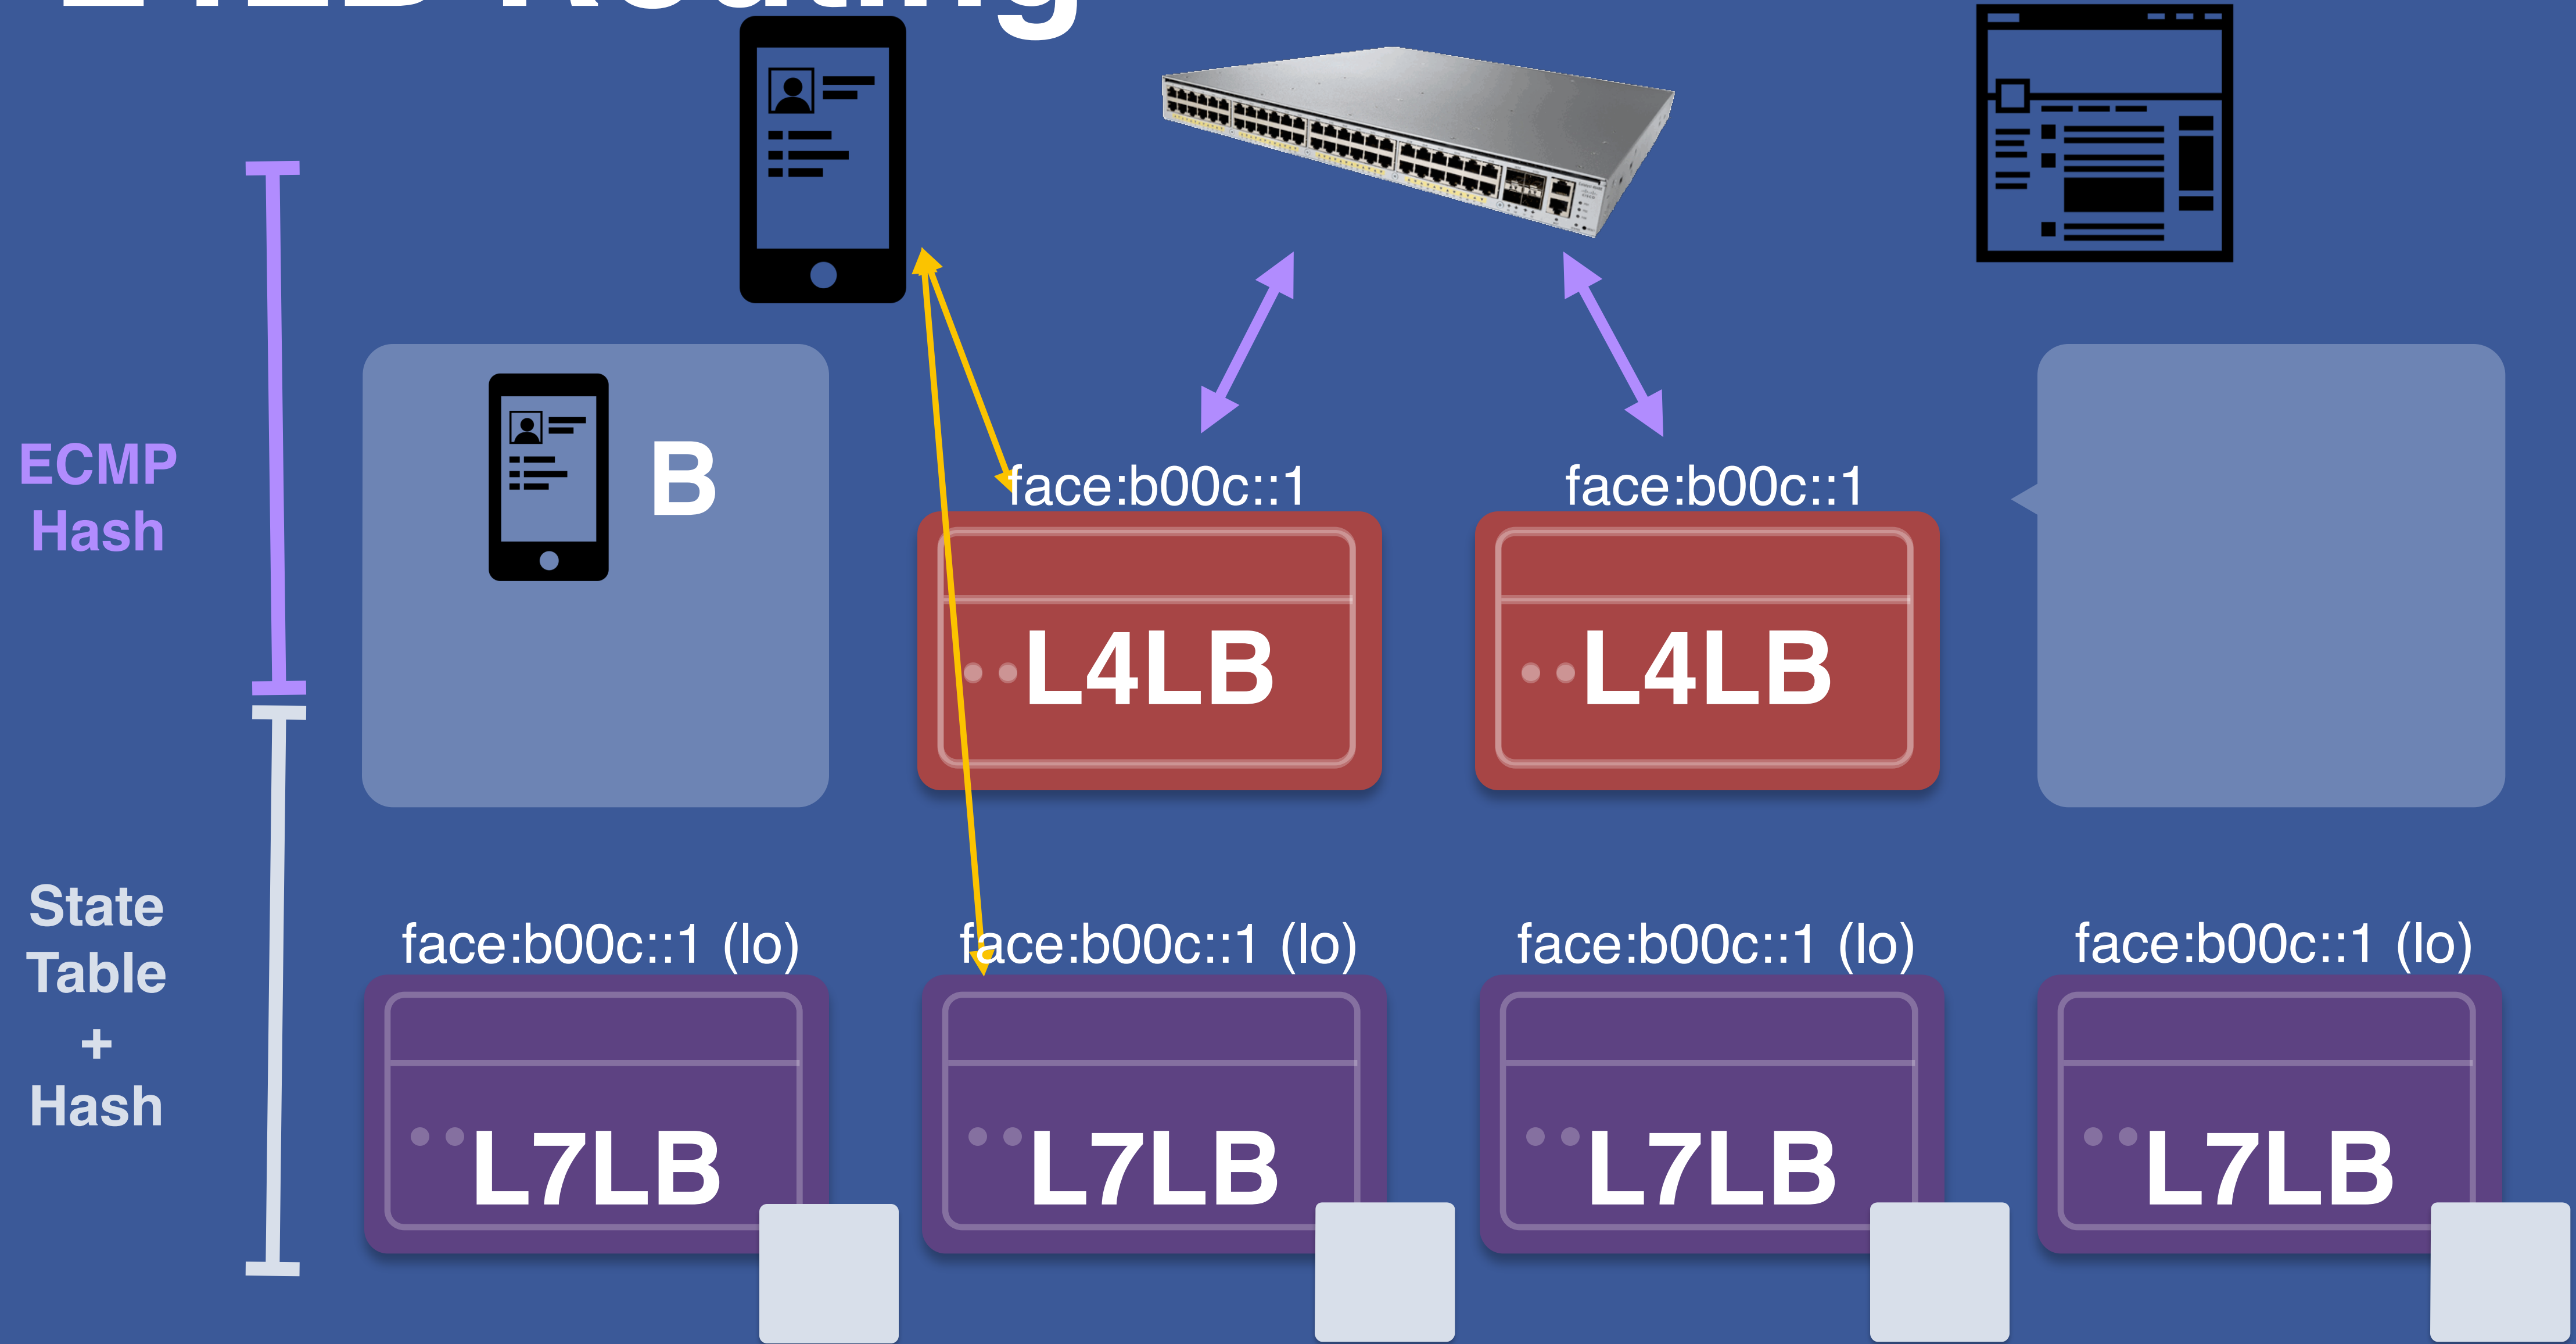 Routing
ECMP
Hash
B
face:b00c::1
face:b00c::1
L4LB
L4LB
State
Table
+
Hash
face:b00c::1 (lo)
face:b00c::1 (lo)
face:b00c::1 (lo)
face:b00c::1 (lo)
L7LB
L7LB
L7LB
L7LB